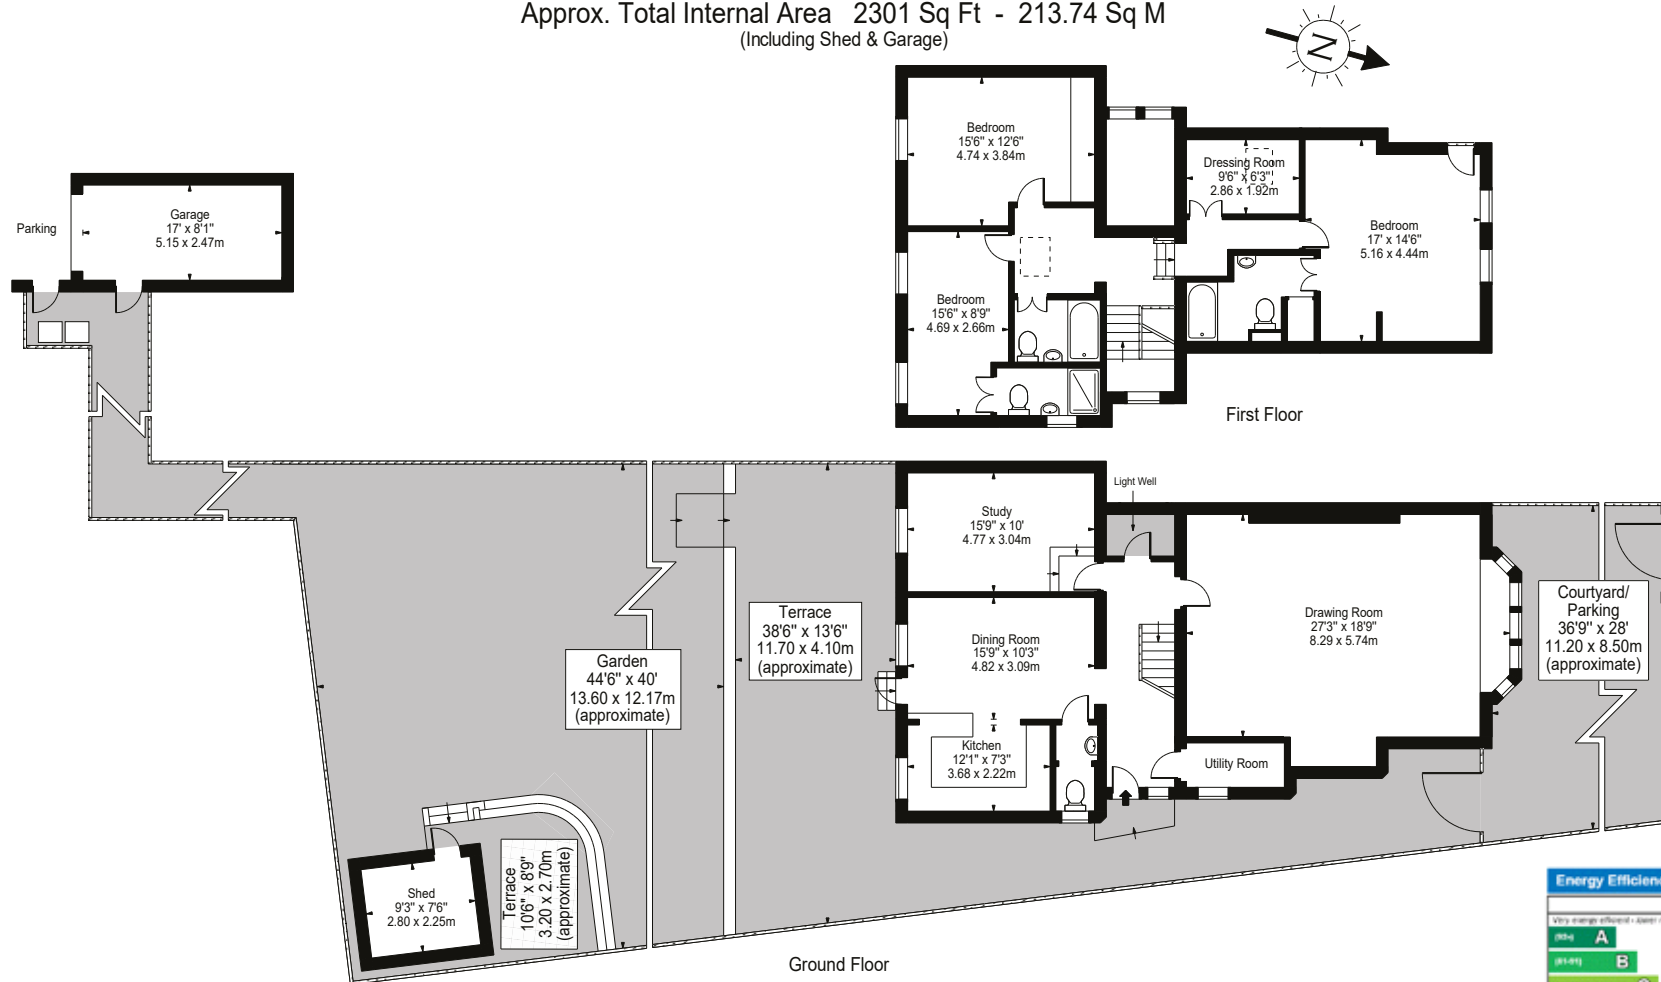 Approx. Total Internal Area 2301 Sq Ft - 213.74 Sq M
(Including Shed & Garage)
N
Bedroom
15'6" x 12'6"
4.74 x 3.84m
Dressing Room
9'6" x 6'3"
2.86 x 1.92m
Bedroom
17' x 14'6"
5.16 x 4.44m
Parking
Garage
17' x 8'1"
5.15 x 2.47m
Bedroom
15'6" x 8'9"
4.69 x 2.66m
First Floor
Light Well
Study
15'9" x 10'
4.77 x 3.04m
Terrace
38'6" x 13'6"
11.70 x 4.10m
(approximate)
Dining Room
15'9" x 10'3"
4.82 x 3.09m
Drawing Room
27'3" x 18'9"
8.29 x 5.74m
Courtyard/
Parking
36'9" x 28'
11.20 x 8.50m
(approximate)
Garden
44'6" x 40'
13.60 x 12.17m
(approximate)
Kitchen
12'1" x 7'3"
3.68 x 2.22m
Utility Room
Shed
9'3" x 7'6"
2.80 x 2.25m
Terrace
10'6" x 8'9"
3.20 x 2.70m
(approximate)
Ground Floor
Energy Efficienc
Very energy efficient - lower r
A
(81-91) B